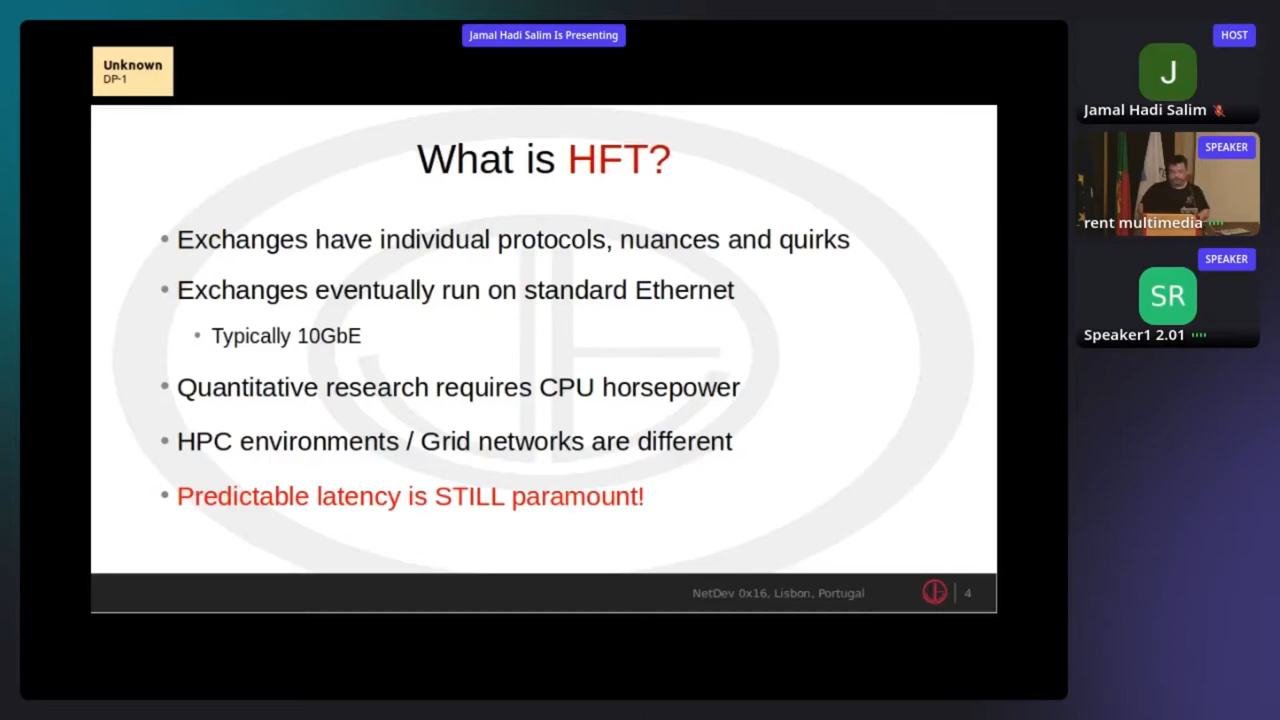 Jamal Hadi Salim Is Presenting
Unknown
DP-1
What is HFT?
Exchanges have individual protocols, nuances and quirks
Exchanges eventually run on standard Ethernet
Typically 10GbE
Quantitative research requires CPU horsepower
HPC environments / Grid networks are different
Predictable latency is STILL paramount!
NetDev 0x16, Lisbon, Portugal
4
HOST
J
Jamal Hadi Salim
SPEAKER
rent multimedia
SPEAKER
SR
Speaker1 2.01